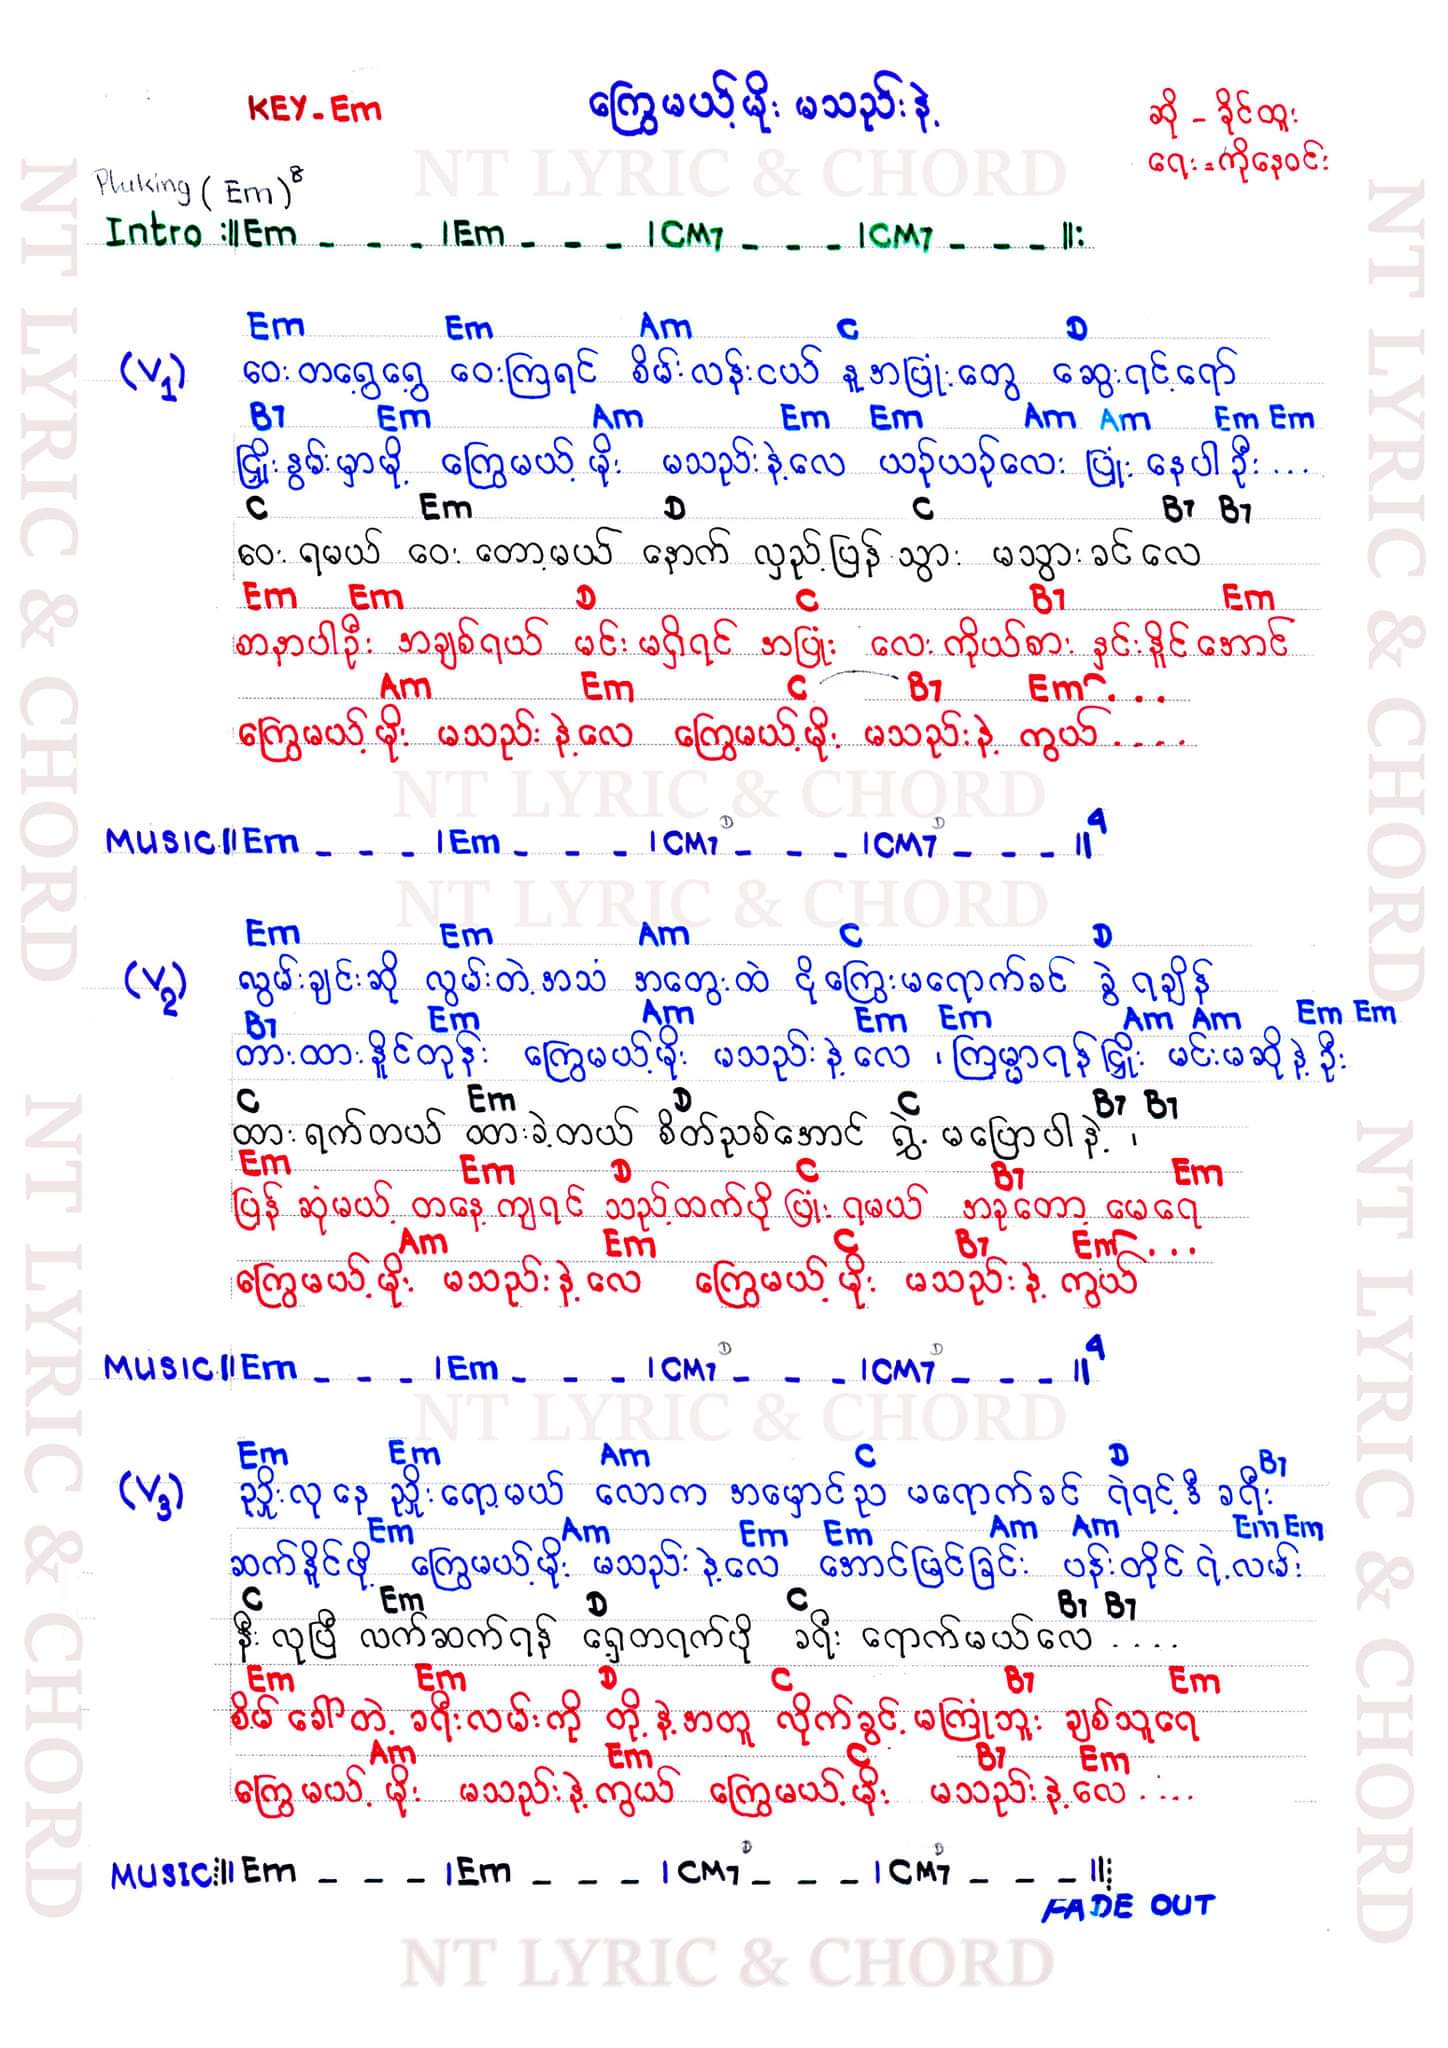 KEY-Em
ကြွေမယ့်မိုး မသည်းနဲ့
ဆို - ခိုင်ထူး
ရေး = ကိုနေဝင်း
NT LYRIC & CHORD
Pluking (Em)8
Intro :||Em _ _ _ |Em _ _ _ |CM7 _ _ _ |CM7 _ _ _ ||:
Em Em Am C D
(V1) ဝေးတရွေ့ရွေ့ ဝေးကြရင် စိမ်းလန်းငယ် နူအပြုံးတွေ ဆွေးရင့်ရော်
B7 Em Am Em Em Am Am Em Em
ငြှိုးနွမ်းမှာမို့ ကြွေမယ့်မိုး မသည်းနဲ့လေ ယဉ်ယဉ်လေး ပြုံးနေပါဦး ...
C Em D C B7 B7
ဝေးရမယ် ဝေးတော့မယ် နောက်လှည့်ပြန်သွား မသွားခင်လေ
Em Em D C B7 Em
စာနာပါဦး အချစ်ရယ် မင်းမရှိရင် အပြုံးလေးကိုယ်စား နှင်းနိူင်အောင်
Am Em C B7 Em ...
ကြွေမယ့်မိုး မသည်းနဲ့လေ ကြွေမယ့်မိုး မသည်းနဲ့ ကွယ် ....
NT LYRIC & CHORD
MUSIC ||Em _ _ _ |Em _ _ _ |CM7 D _ _ _ |CM7 D _ _ _ ||4
NT LYRIC & CHORD
Em Em Am C D
(V2) လွမ်းချင်းဆို လွမ်းတဲ့အသံ အတွေးထဲ ငိုကြွေးမရောက်ခင် ခွဲရချိန်
B7 Em Am Em Em Am Am Em Em
တားထားနိူင်တုန်း ကြွေမယ့်မိုး မသည်းနဲ့လေ ၊ ကြမ္မာရန်ငြှိုး မင်းမဆိုနဲ့ဦး
C Em D C B7 B7
ထားရက်တယ် ထားခဲ့တယ် စိတ်ညစ်အောင် ရွဲ့မပြောပါနဲ့ ၊
Em Em D C B7 Em
ပြန်ဆုံမယ့် တနေ့ကျရင် သည့်ထက်ပိုပြုံးရမယ် အခုတော့မေရေ
Am Em C B7 Em ...
ကြွေမယ့်မိုး မသည်းနဲ့လေ ကြွေမယ့်မိုး မသည်းနဲ့ ကွယ်
MUSIC ||Em _ _ _ |Em _ _ _ |CM7 D _ _ _ |CM7 D _ _ _ ||4
NT LYRIC & CHORD
Em Em Am C D B7
(V3) ညှိုးလုနေ ညှိုးရော့မယ် လောက အမှောင်ည မရောက်ခင် ရဲရင့်ဒီ ခရီး
Em Am Em Em Am Am Em Em
ဆက်နိူင်ဖို့ ကြွေမယ့်မိုး မသည်းနဲ့လေ အောင်မြင်ခြင်း ပန်းတိုင်ရဲ့လမ်း
C Em D C B7 B7
နီးလုပြီ လက်ဆက်ရန် ရှေ့တရက်ပို ခရီးရောက်မယ်လေ ....
Em Em D C B7 Em
စိမ်ခေါ်တဲ့ ခရီးလမ်းကို တို့နဲ့အတူ လိုက်ခွင့်မကြုံဘူး ချစ်သူရေ
Am Em C B7 Em
ကြွေမယ့်မိုး မသည်းနဲ့ကွယ် ကြွေမယ့်မိုး မသည်းနဲ့လေ ....
MUSIC :||Em _ _ _ |Em _ _ _ |CM7 D _ _ _ |CM7 D _ _ _ ||:
FADE OUT
NT LYRIC & CHORD